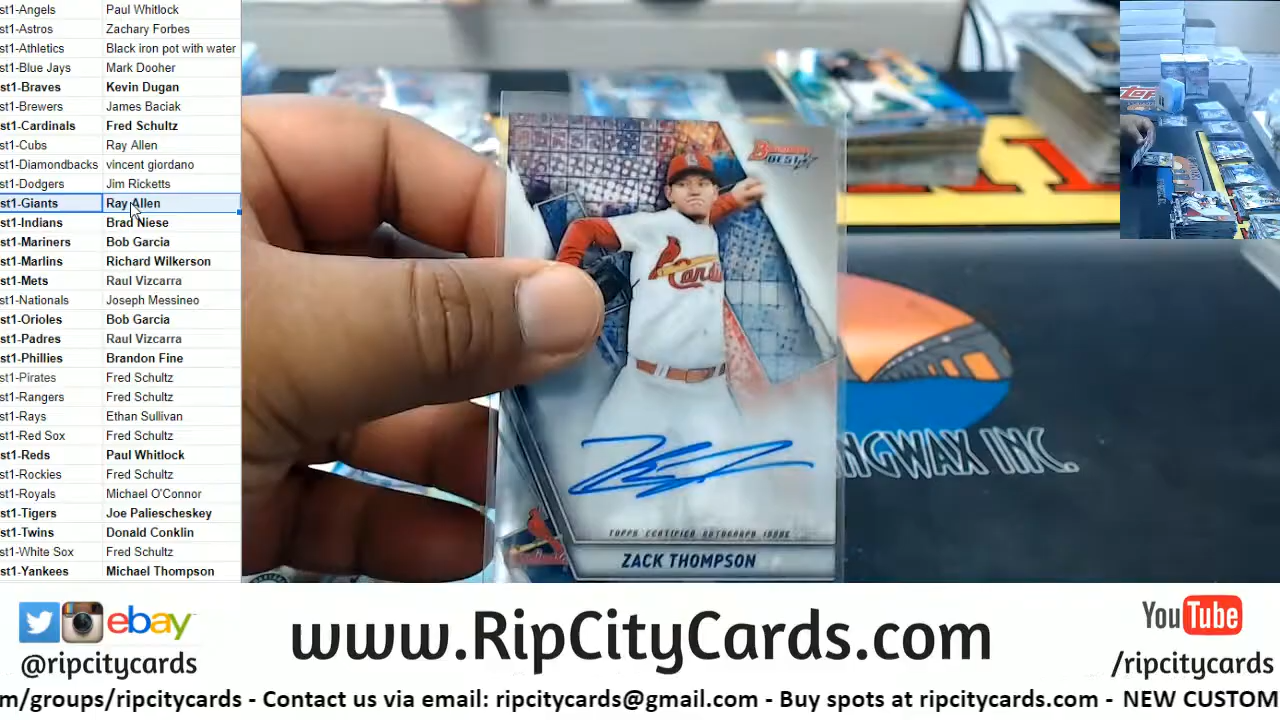 st1-Angels Paul Whitlock
st1-Astros Zachary Forbes
st1-Athletics Black iron pot with water
st1-Blue Jays Mark Dooher
st1-Braves Kevin Dugan
st1-Brewers James Baciak
st1-Cardinals Fred Schultz
st1-Cubs Ray Allen
st1-Diamondbacks vincent giordano
st1-Dodgers Jim Ricketts
st1-Giants Ray Allen
st1-Indians Brad Niese
st1-Mariners Bob Garcia
st1-Marlins Richard Wilkerson
st1-Mets Raul Vizcarra
st1-Nationals Joseph Messineo
st1-Orioles Bob Garcia
st1-Padres Raul Vizcarra
st1-Phillies Brandon Fine
st1-Pirates Fred Schultz
st1-Rangers Fred Schultz
st1-Rays Ethan Sullivan
st1-Red Sox Fred Schultz
st1-Reds Paul Whitlock
st1-Rockies Fred Schultz
st1-Royals Michael O'Connor
st1-Tigers Joe Paliescheskey
st1-Twins Donald Conklin
st1-White Sox Fred Schultz
st1-Yankees Michael Thompson
Bowman's
BEST
Cards
TOPPS CERTIFIED AUTOGRAPH ISSUE
ZACK THOMPSON
NGWAX INC.
Topps
ebay
@ripcitycards
www.RipCityCards.com
YouTube
/ripcitycards
m/groups/ripcitycards - Contact us via email: ripcitycards@gmail.com - Buy spots at ripcitycards.com - NEW CUSTOM